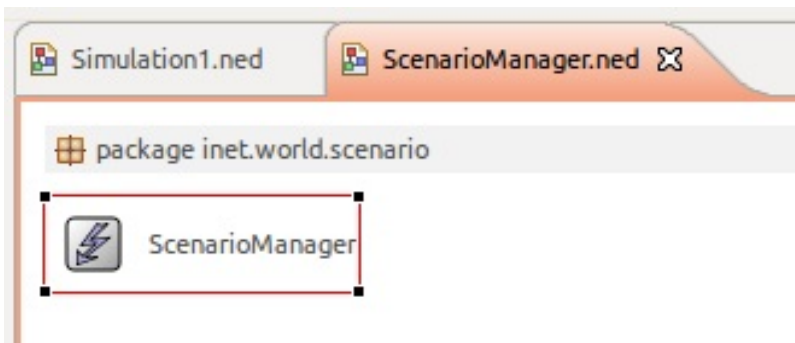 Simulation1.ned ScenarioManager.ned
package inet.world.scenario
ScenarioManager